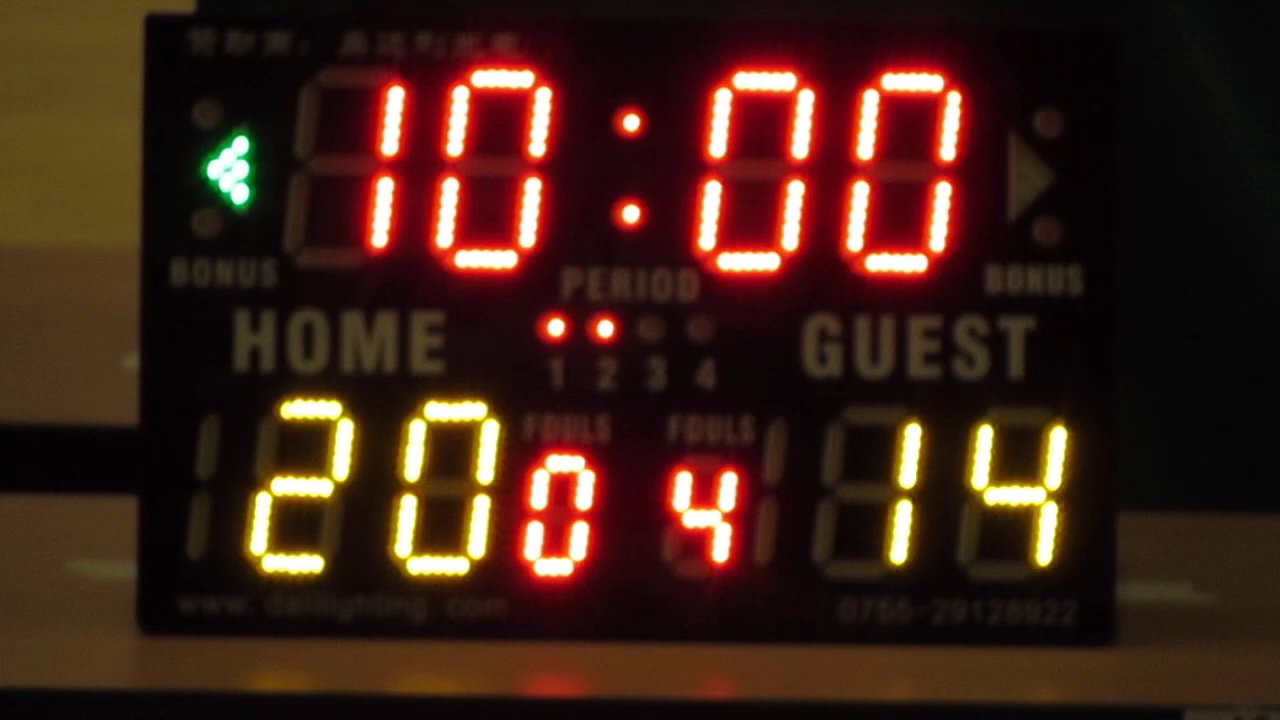 10:00
BONUS PERIOD BONUS
HOME GUEST
1 2 3 4
FOULS FOULS
20 0 4 14
0755-29128922